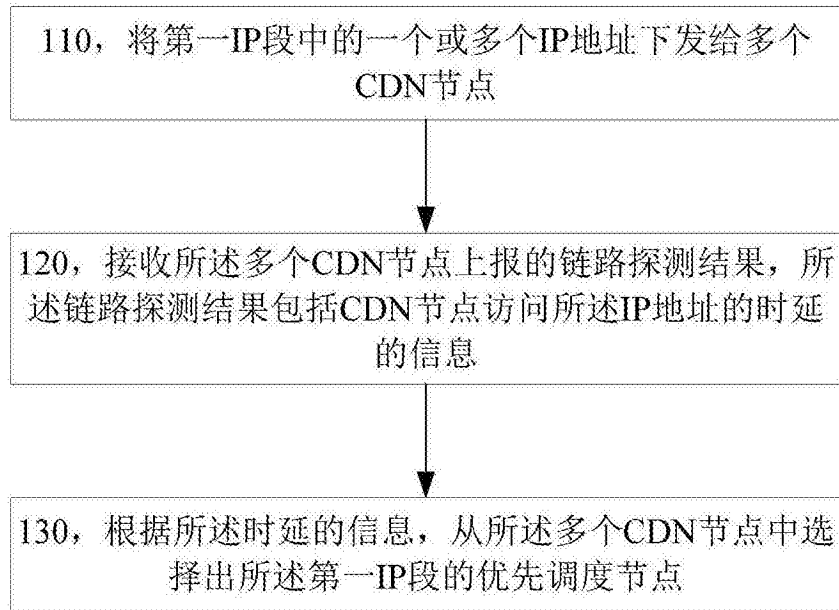 110，将第一IP段中的一个或多个IP地址下发给多个
CDN节点
120，接收所述多个CDN节点上报的链路探测结果，所
述链路探测结果包括CDN节点访问所述IP地址的时延
的信息
130，根据所述时延的信息，从所述多个CDN节点中选
择出所述第一IP段的优先调度节点